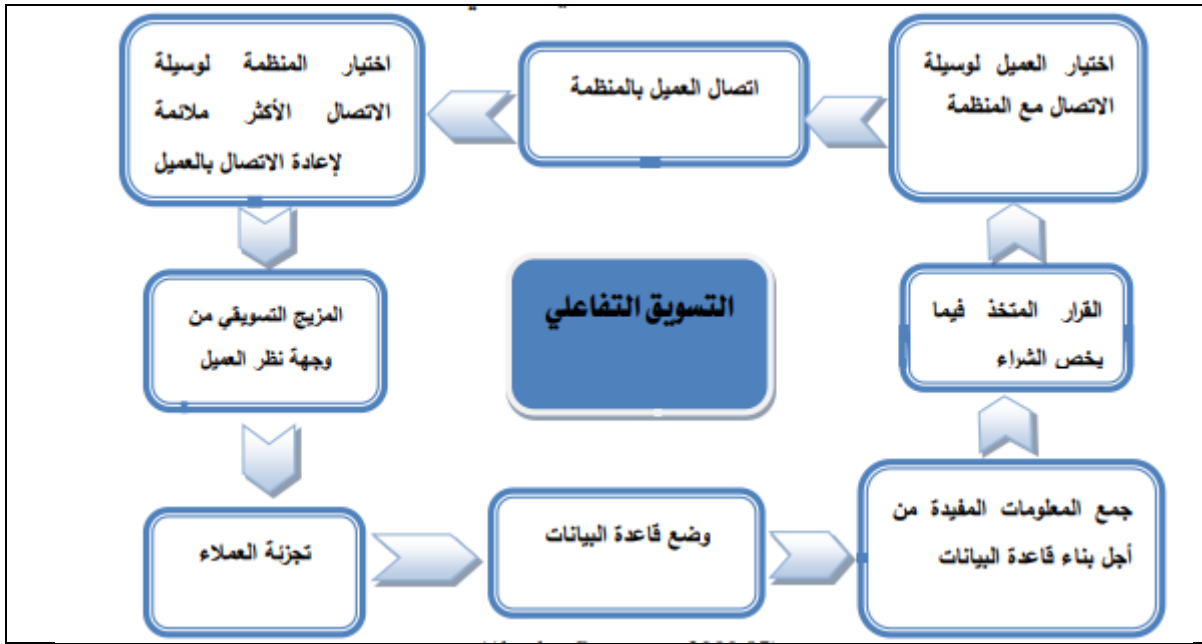 اختيار العميل لوسيلة
الاتصال مع المنظمة
اتصال العميل بالمنظمة
اختيار المنظمة لوسيلة
الاتصال الأكثر ملائمة
لإعادة الاتصال بالعميل
القرار المتخذ فيما
يخص الشراء
التسويق التفاعلي
المزيج التسويقي من
وجهة نظر العميل
جمع المعلومات المفيدة من
أجل بناء قاعدة البيانات
وضع قاعدة البيانات
تجزئة العملاء